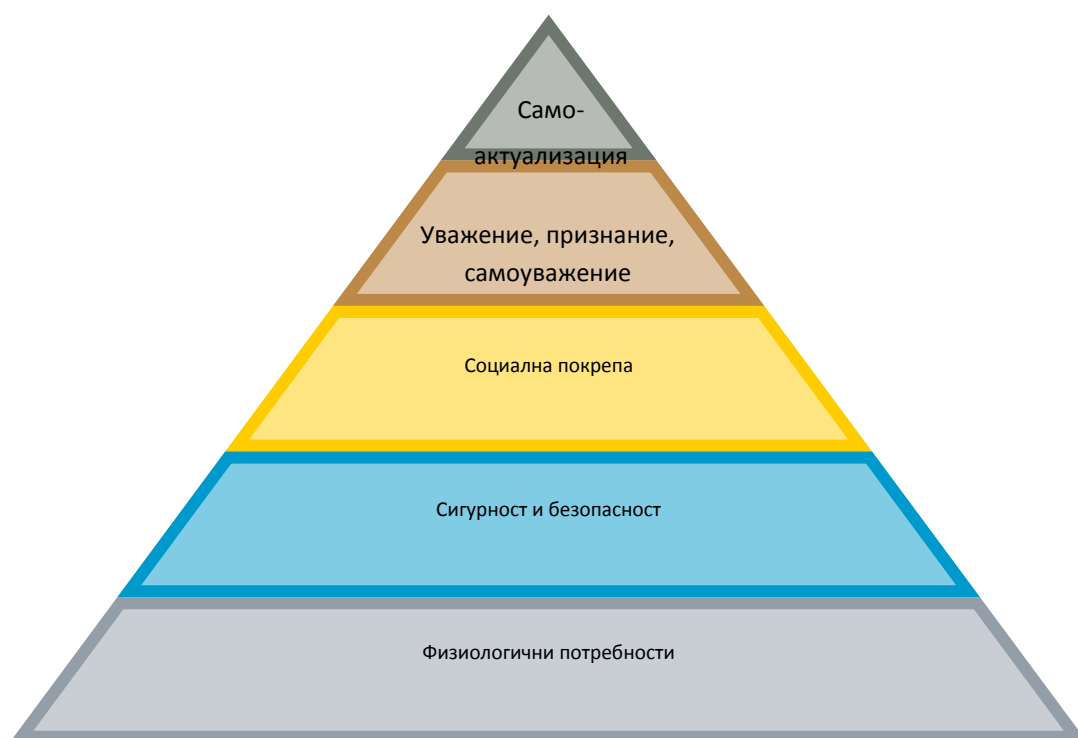 Само-
актуализация
Уважение, признание,
самоуважение
Социална покрепа
Сигурност и безопасност
Физиологични потребности